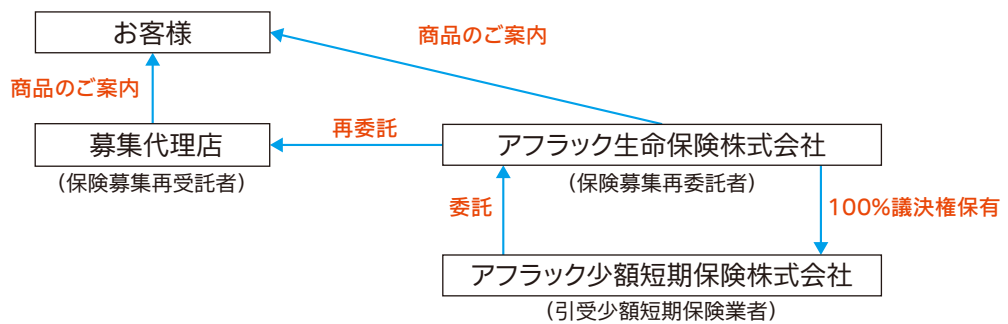 お客様
商品のご案内
商品のご案内
募集代理店
(保険募集再受託者)
再委託
アフラック生命保険株式会社
(保険募集再委託者)
委託
100%議決権保有
アフラック少額短期保険株式会社
(引受少額短期保険業者)